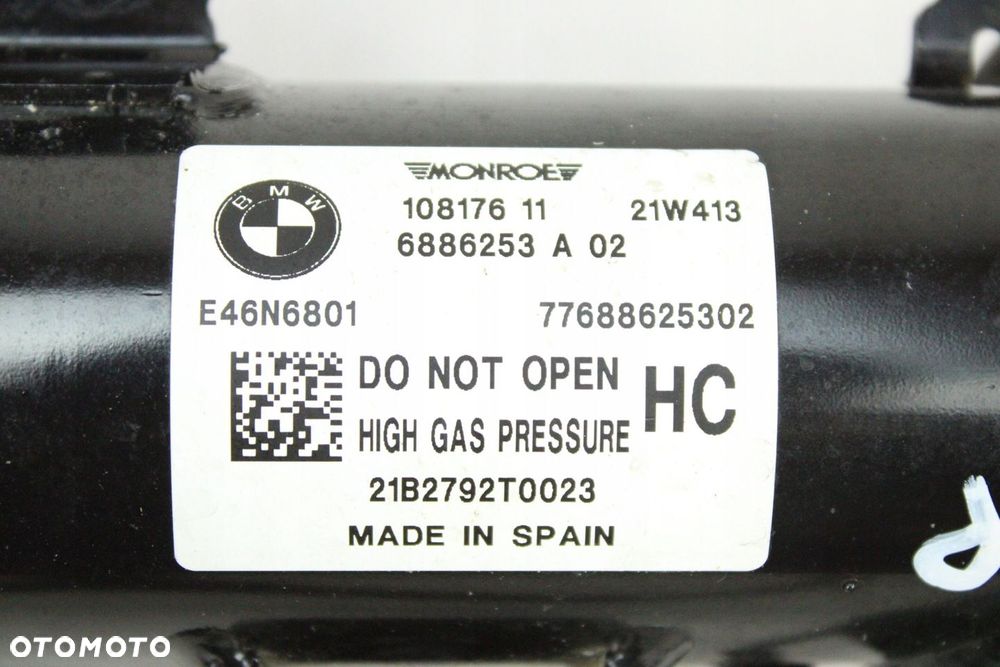 MONROE
BMW
108176 11 21W413
6886253 A 02
E46N6801 77688625302
DO NOT OPEN HC
HIGH GAS PRESSURE
21B2792T0023
MADE IN SPAIN
OTOMOTO